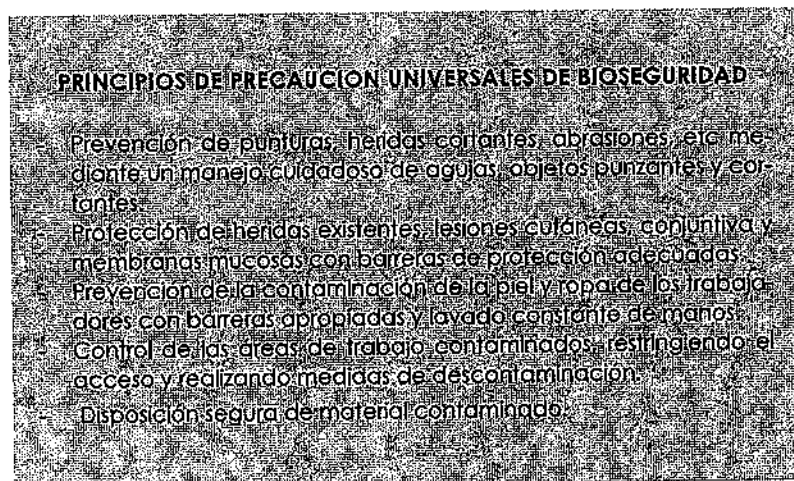 PRINCIPIOS DE PRECAUCION UNIVERSALES DE BIOSEGURIDAD
- Prevención de punturas, heridas cortantes, abrasiones, etc me-
diante un manejo cuidadoso de agujas, objetos punzantes y cor-
tantes.
- Protección de heridas existentes, lesiones cutáneas, conjuntiva y
membranas mucosas con barreras de protección adecuadas.
- Prevención de la contaminación de la piel y ropa de los trabaja-
dores con barreras apropiadas y lavado constante de manos.
- Control de las áreas de trabajo contaminados, restringiendo el
acceso y realizando medidas de descontaminación.
- Disposición segura de material contaminado.